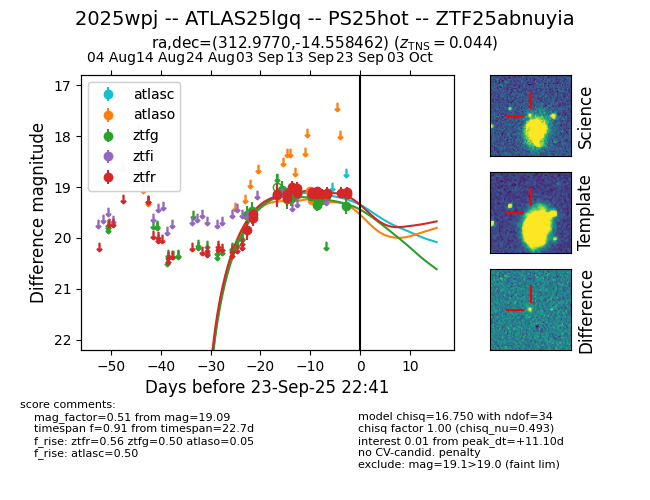 2025wpj -- ATLAS25lgq -- PS25hot -- ZTF25abnuyia
ra,dec=(312.9770,-14.558462) (zTNS = 0.044)
04 Aug 14 Aug 24 Aug 03 Sep 13 Sep 23 Sep 03 Oct
17
18
19
20
21
22
Difference magnitude
atlasc
atlaso
ztfg
ztfi
ztfr
−50 −40 −30 −20 −10 0 10
Days before 23-Sep-25 22:41
Science
Template
Difference
score comments:
mag_factor=0.51 from mag=19.09
timespan f=0.91 from timespan=22.7d
f_rise: ztfr=0.56 ztfg=0.50 atlaso=0.05
f_rise: atlasc=0.50
model chisq=16.750 with ndof=34
chisq factor 1.00 (chisq_nu=0.493)
interest 0.01 from peak_dt=+11.10d
no CV-candid. penalty
exclude: mag=19.1>19.0 (faint lim)